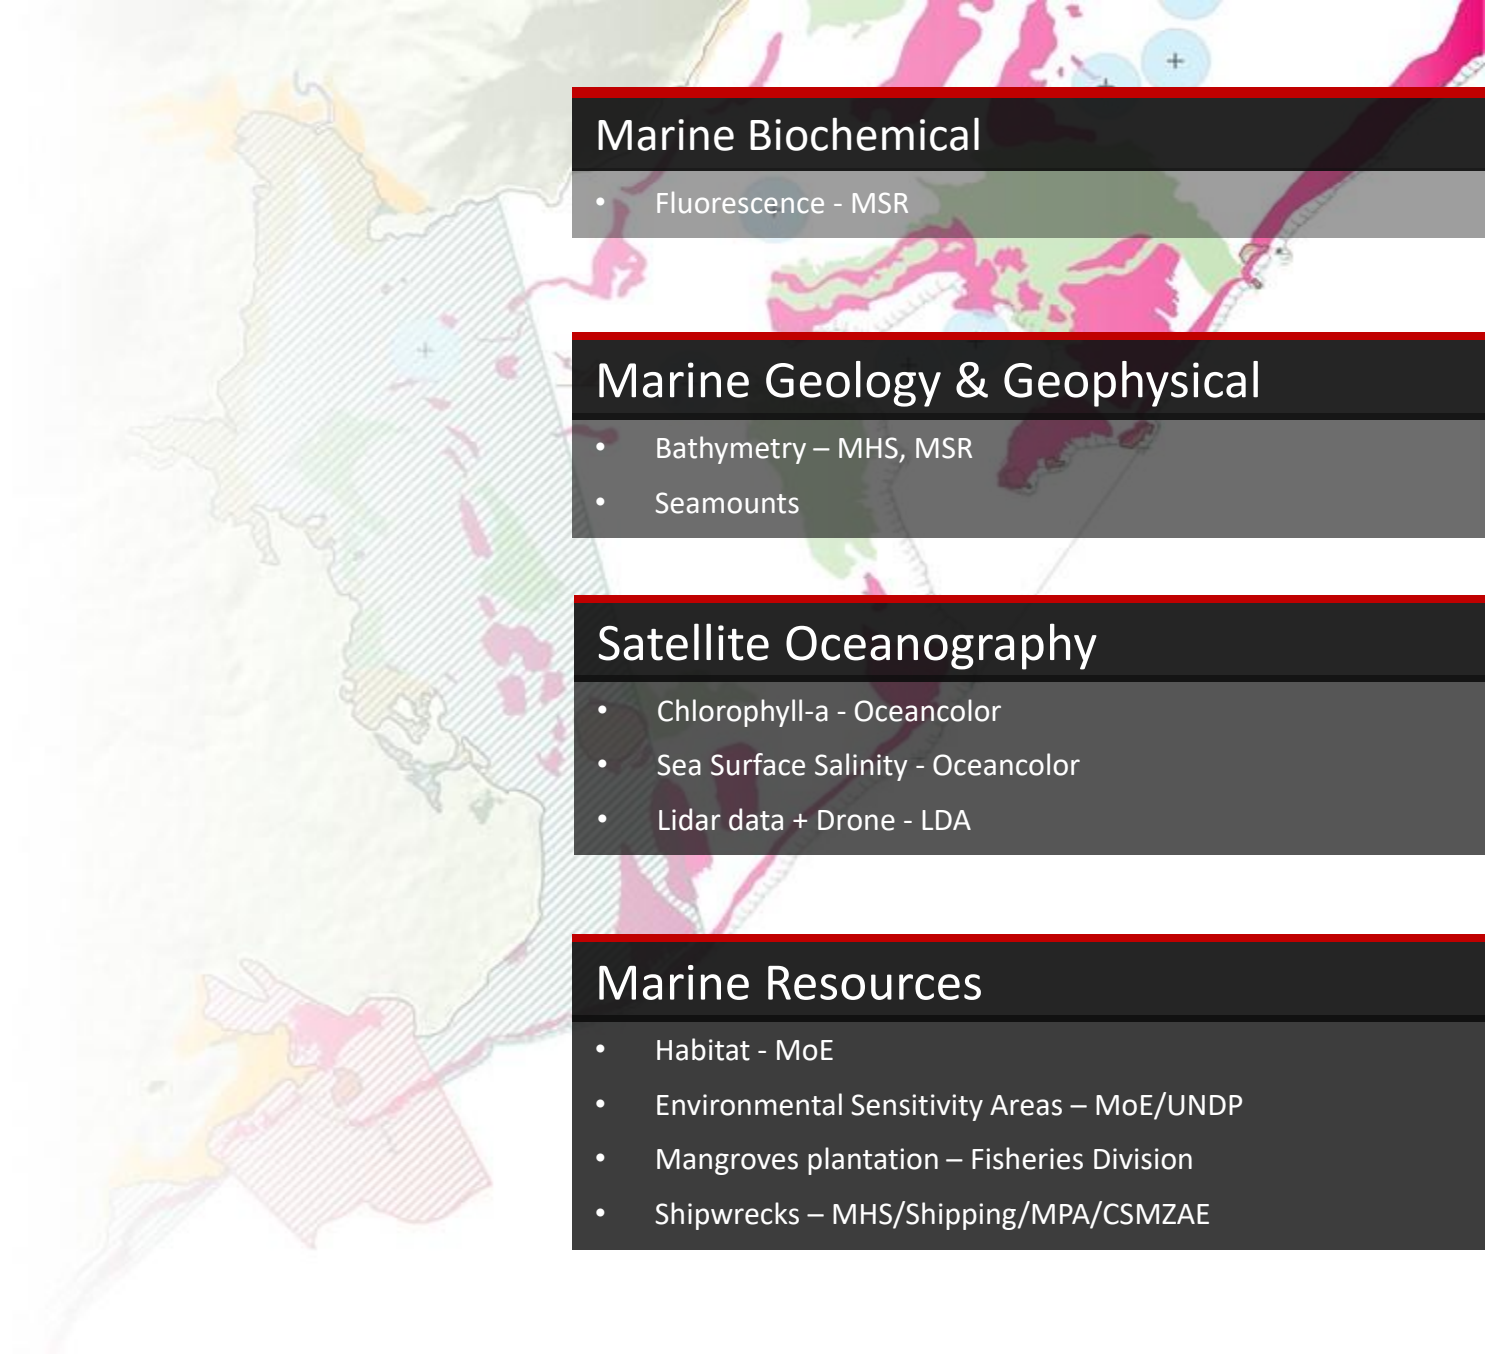 Marine Biochemical
• Fluorescence - MSR
Marine Geology & Geophysical
• Bathymetry – MHS, MSR
• Seamounts
Satellite Oceanography
• Chlorophyll-a - Oceancolor
• Sea Surface Salinity - Oceancolor
• Lidar data + Drone - LDA
Marine Resources
• Habitat - MoE
• Environmental Sensitivity Areas – MoE/UNDP
• Mangroves plantation – Fisheries Division
• Shipwrecks – MHS/Shipping/MPA/CSMZAE